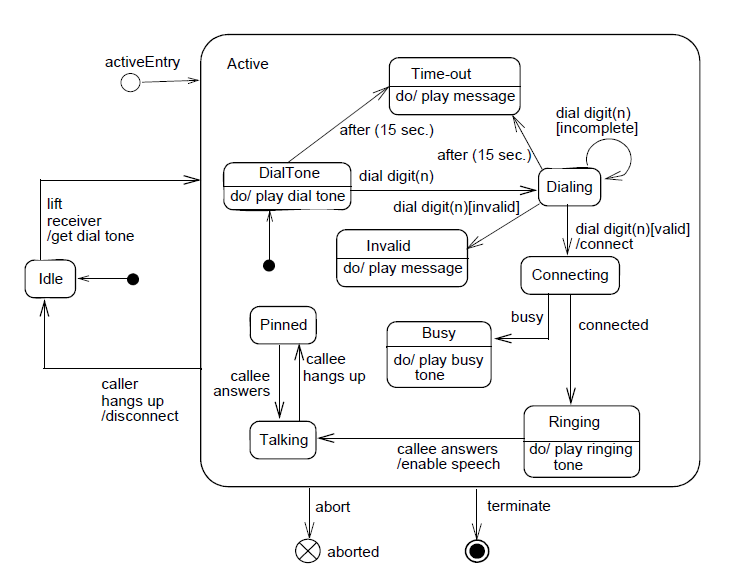 activeEntry
Active
Time-out
do/ play message
after (15 sec.)
dial digit(n)
[incomplete]
after (15 sec.)
DialTone
do/ play dial tone
dial digit(n)
Dialing
lift
receiver
/get dial tone
dial digit(n)[invalid]
dial digit(n)[valid]
/connect
Invalid
do/ play message
Idle
Connecting
Pinned
busy
connected
Busy
do/ play busy
tone
callee
answers
callee
hangs up
caller
hangs up
/disconnect
Talking
callee answers
/enable speech
Ringing
do/ play ringing
tone
abort
terminate
aborted